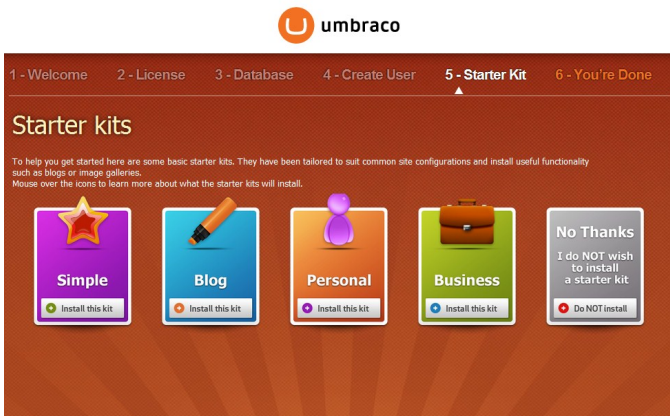 umbraco
1 - Welcome 2 - License 3 - Database 4 - Create User 5 - Starter Kit 6 - You're Done
Starter kits
To help you get started here are some basic starter kits. They have been tailored to suit common site configurations and install useful functionality
such as blogs or image galleries.
Mouse over the icons to learn more about what the starter kits will install.
Simple
Install this kit
Blog
Install this kit
Personal
Install this kit
Business
Install this kit
No Thanks
I do NOT wish
to install
a starter kit
Do NOT install